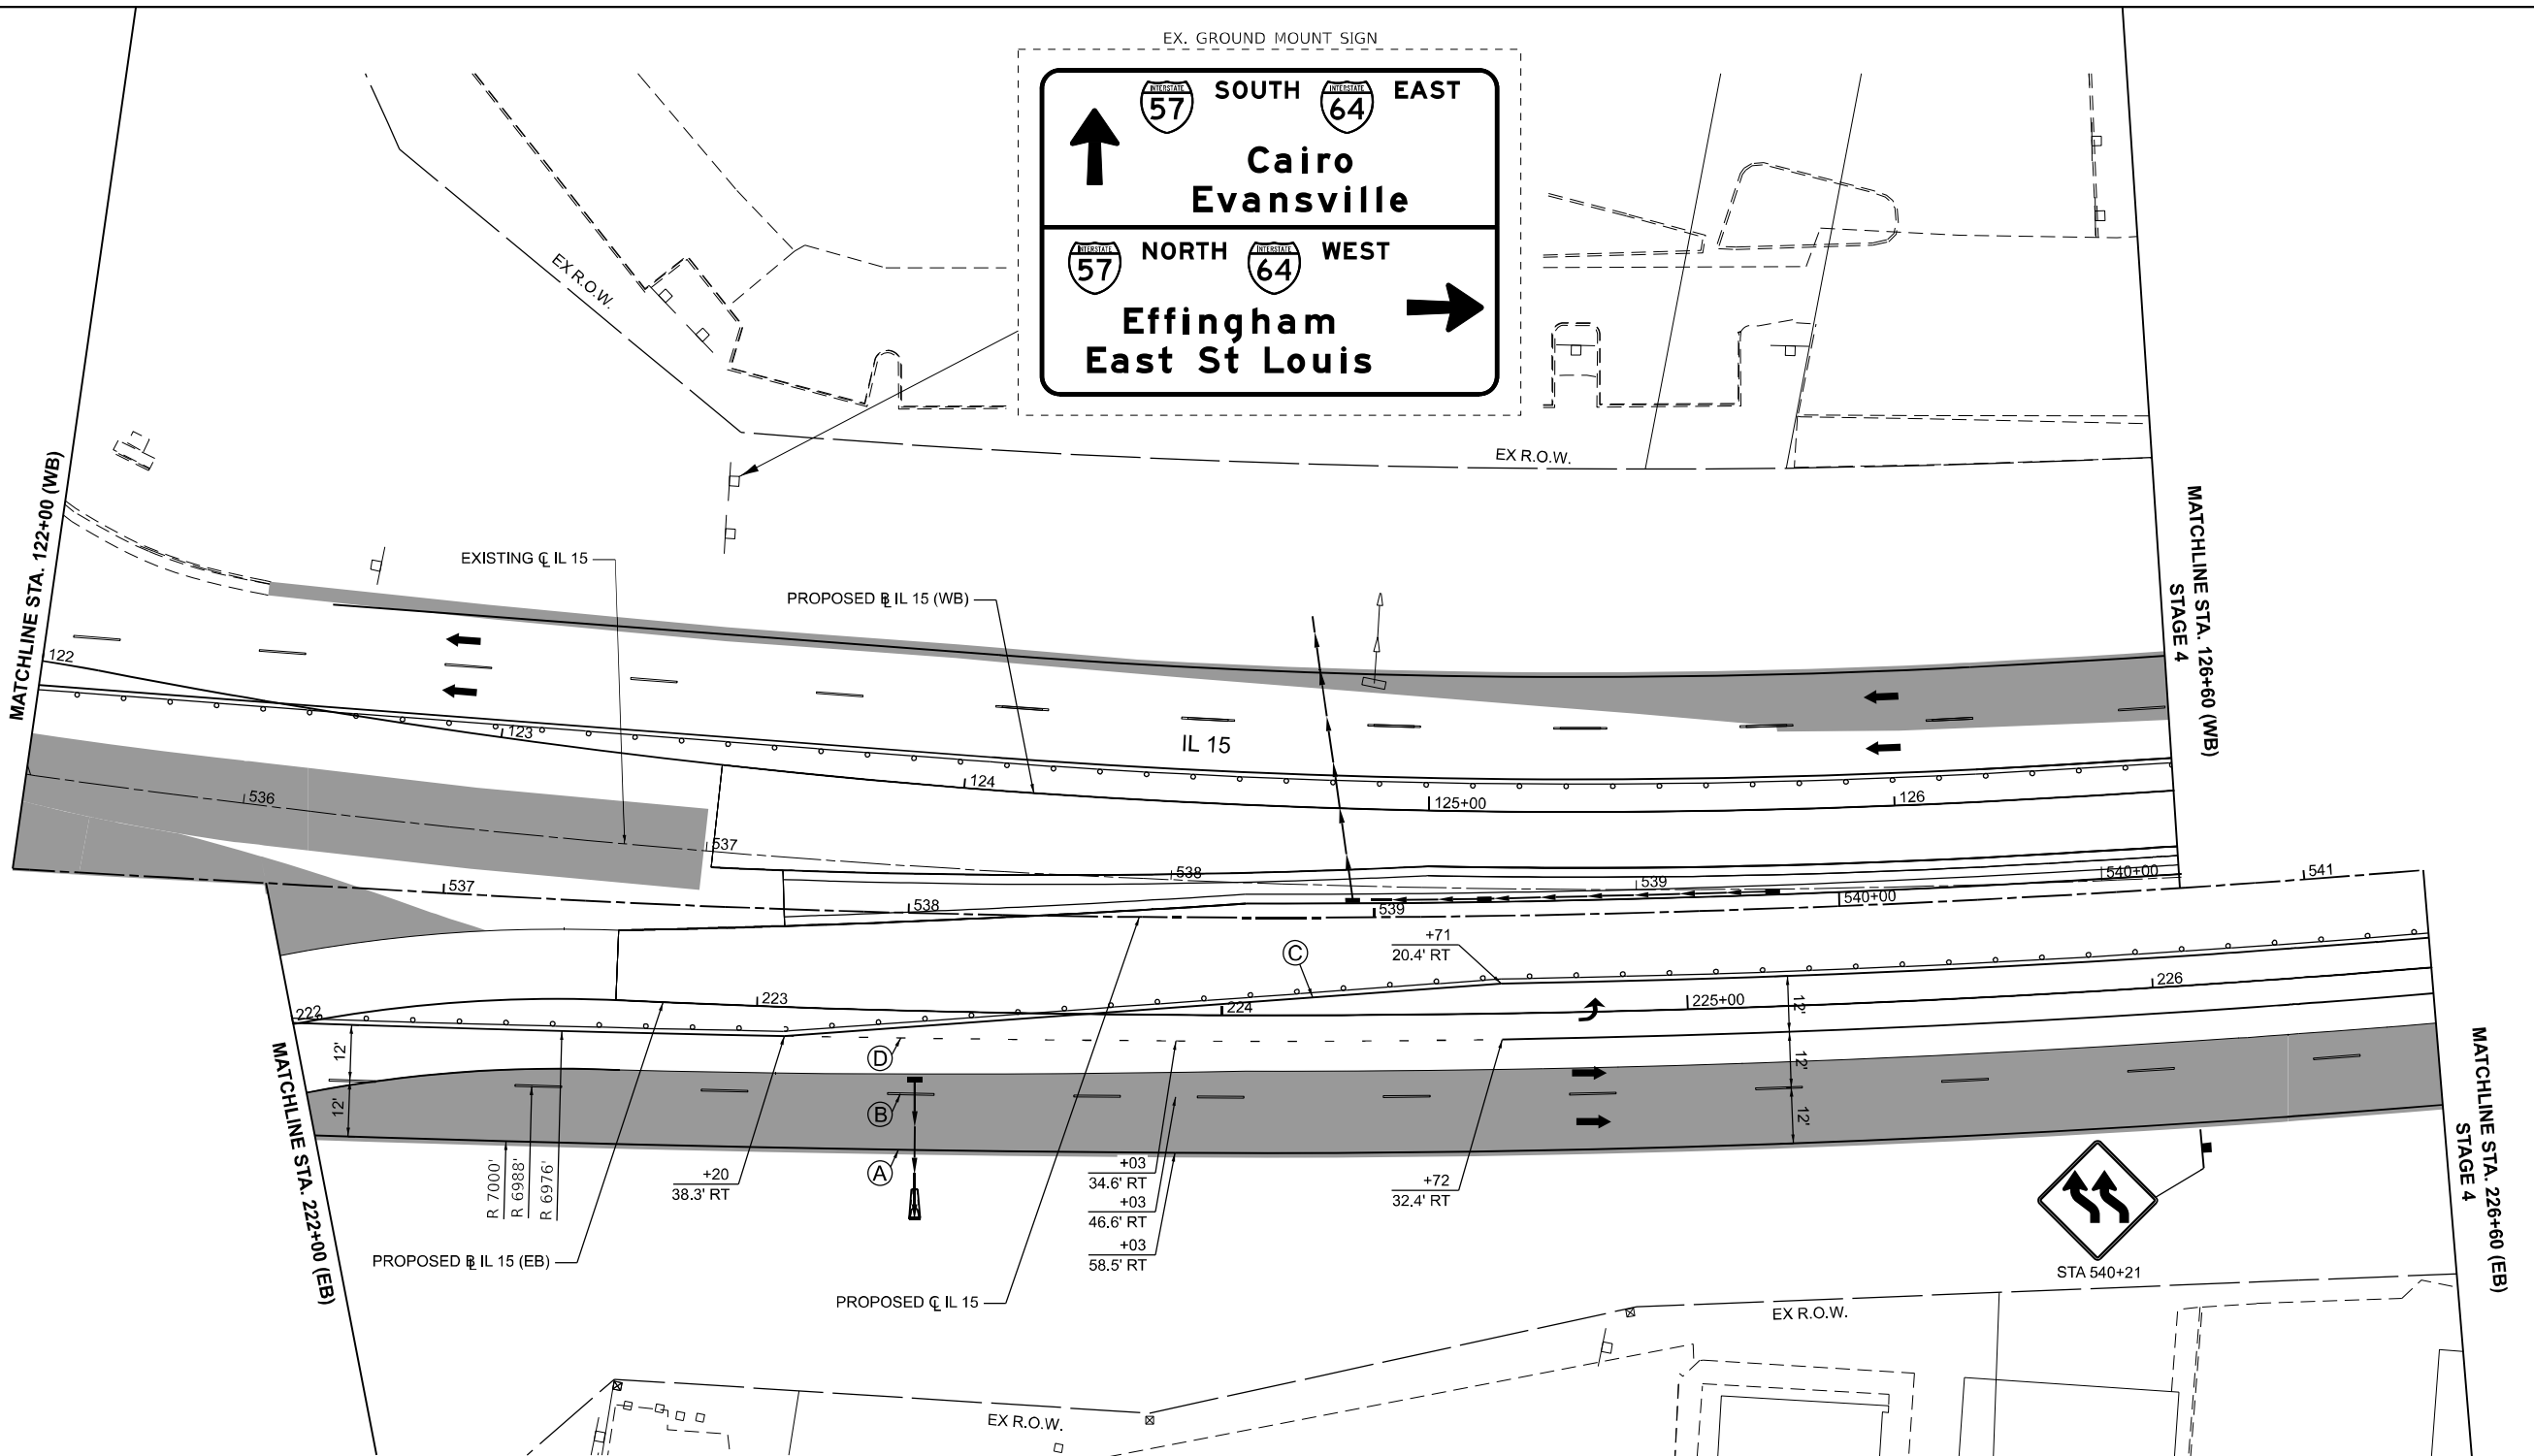 EX. GROUND MOUNT SIGN
INTERSTATE 57 SOUTH INTERSTATE 64 EAST
Cairo
Evansville
INTERSTATE 57 NORTH INTERSTATE 64 WEST
Effingham
East St Louis
EX R.O.W.
EX R.O.W.
MATCHLINE STA. 122+00 (WB)
MATCHLINE STA. 126+60 (WB)
STAGE 4
EXISTING ℄ IL 15
PROPOSED B̲L IL 15 (WB)
122
123
124
125+00
126
IL 15
536
537
538
539
540+00
537
538
539
540+00
541
+71
20.4' RT
C
222
223
224
225+00
226
12'
12'
12'
12'
12'
D
B
A
R 7000'
R 6988'
R 6976'
+20
38.3' RT
+03
34.6' RT
+03
46.6' RT
+03
58.5' RT
+72
32.4' RT
MATCHLINE STA. 222+00 (EB)
MATCHLINE STA. 226+60 (EB)
STAGE 4
PROPOSED BL IL 15 (EB)
PROPOSED ℄ IL 15
STA 540+21
EX R.O.W.
EX R.O.W.